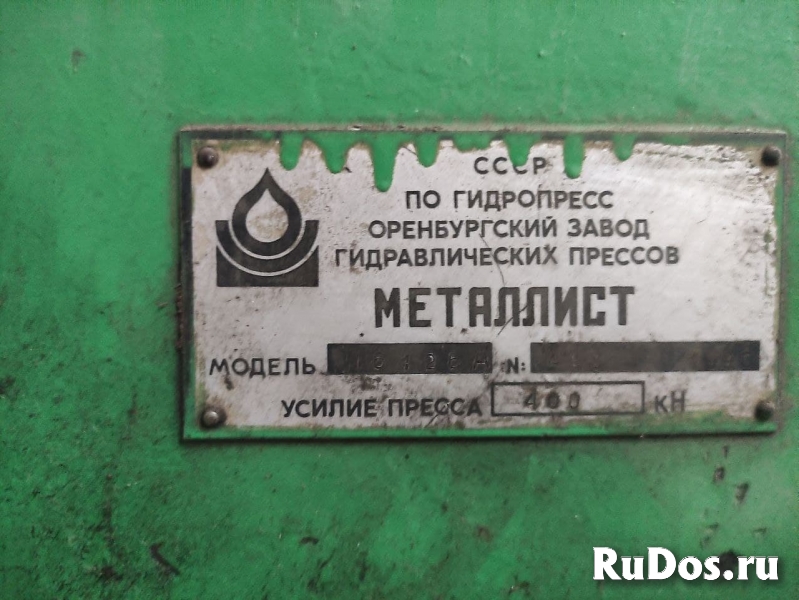 СССР
ПО ГИДРОПРЕСС
ОРЕНБУРГСКИЙ ЗАВОД
ГИДРАВЛИЧЕСКИХ ПРЕССОВ
МЕТАЛЛИСТ
МОДЕЛЬ N:
УСИЛИЕ ПРЕССА 400 КН
RuDos.ru